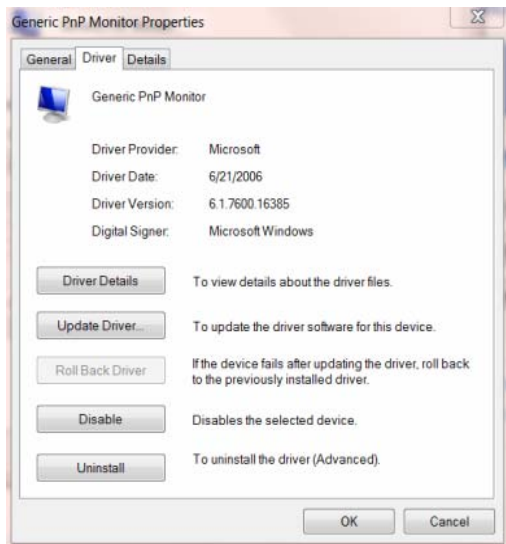 Generic PnP Monitor Properties
General Driver Details
Generic PnP Monitor
Driver Provider: Microsoft
Driver Date: 6/21/2006
Driver Version: 6.1.7600.16385
Digital Signer: Microsoft Windows
Driver Details To view details about the driver files.
Update Driver... To update the driver software for this device.
Roll Back Driver If the device fails after updating the driver, roll back
to the previously installed driver.
Disable Disables the selected device.
Uninstall To uninstall the driver (Advanced).
OK Cancel